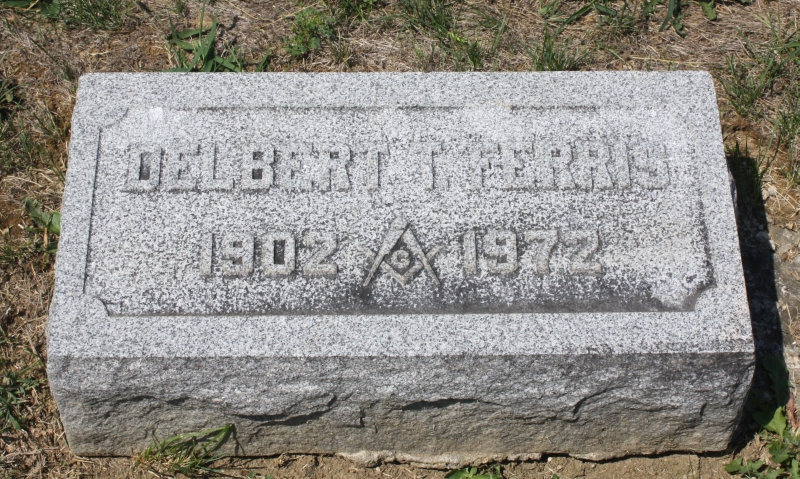 DELBERT T. FERRIS
1902 G 1972